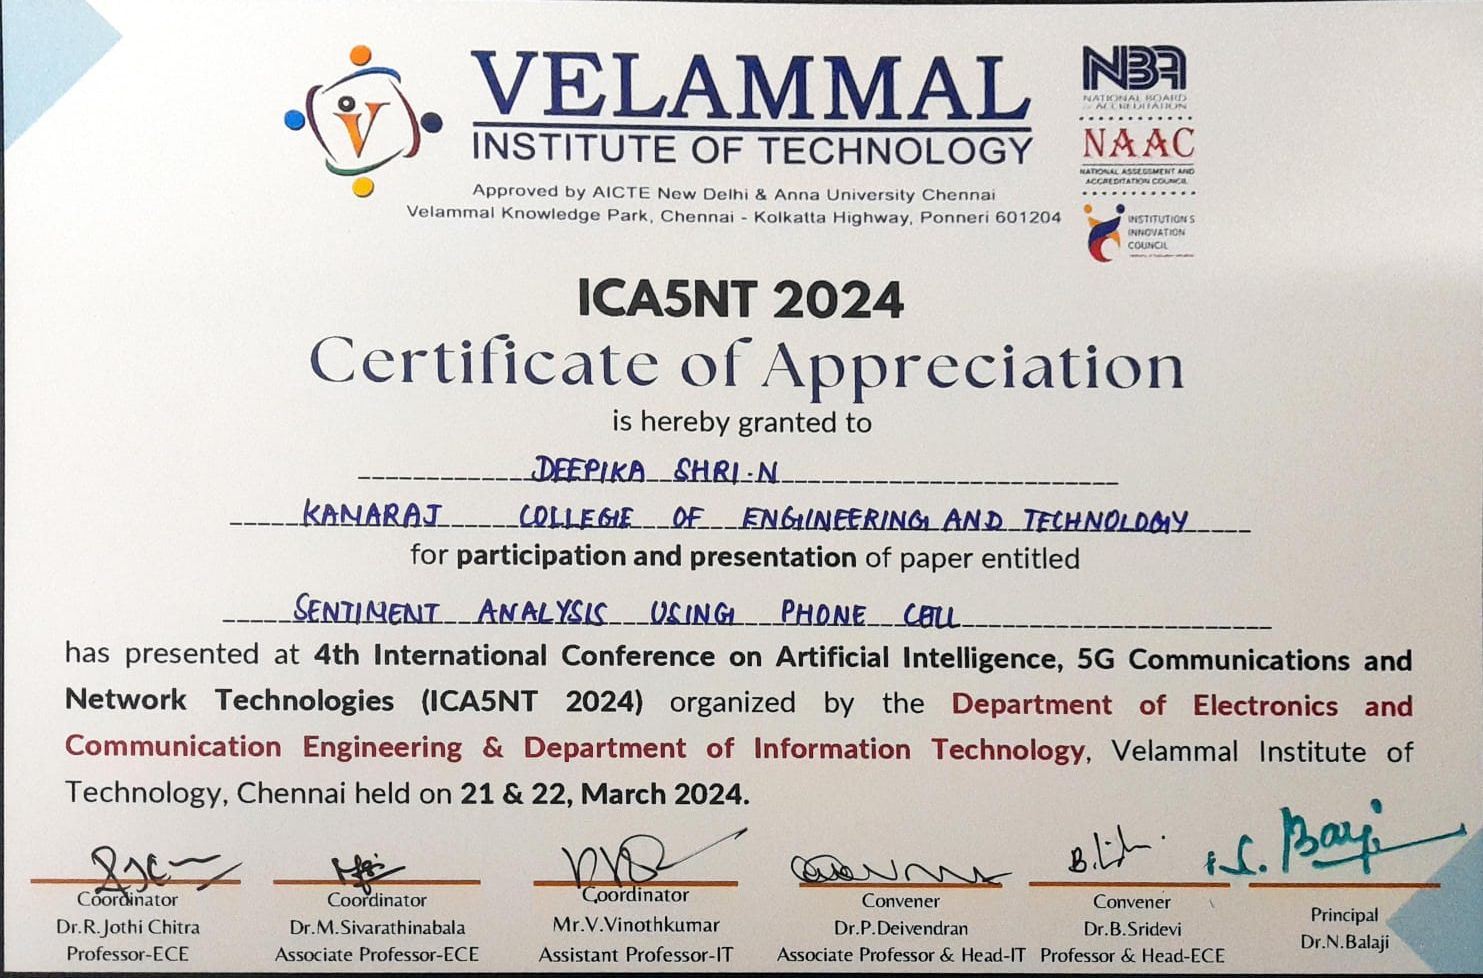 VELAMMAL
INSTITUTE OF TECHNOLOGY
Approved by AICTE New Delhi & Anna University Chennai
Velammal Knowledge Park, Chennai - Kolkatta Highway, Ponneri 601204
NBA
NATIONAL BOARD
of ACCREDITATION
NAAC
NATIONAL ASSESSMENT AND
ACCREDITATION COUNCIL
INSTITUTION'S
INNOVATION
COUNCIL
ICA5NT 2024
Certificate of Appreciation
is hereby granted to
DEEPIKA SHRI.N
KAMARAJ COLLEGE OF ENGINEERING AND TECHNOLOGY
for participation and presentation of paper entitled
SENTIMENT ANALYSIS USING PHONE CALL
has presented at 4th International Conference on Artificial Intelligence, 5G Communications and
Network Technologies (ICA5NT 2024) organized by the Department of Electronics and
Communication Engineering & Department of Information Technology, Velammal Institute of
Technology, Chennai held on 21 & 22, March 2024.
Coordinator
Dr.R.Jothi Chitra
Professor-ECE
Coordinator
Dr.M.Sivarathinabala
Associate Professor-ECE
Coordinator
Mr.V.Vinothkumar
Assistant Professor-IT
Convener
Dr.P.Deivendran
Associate Professor & Head-IT
Convener
Dr.B.Sridevi
Professor & Head-ECE
Principal
Dr.N.Balaji